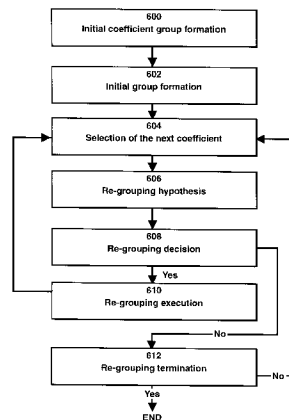 600
Initial coefficient group formation
602
Initial group formation
604
Selection of the next coefficient
606
Re-grouping hypothesis
608
Re-grouping decision
Yes
610
Re-grouping execution
No
612
Re-grouping termination
No
Yes
END